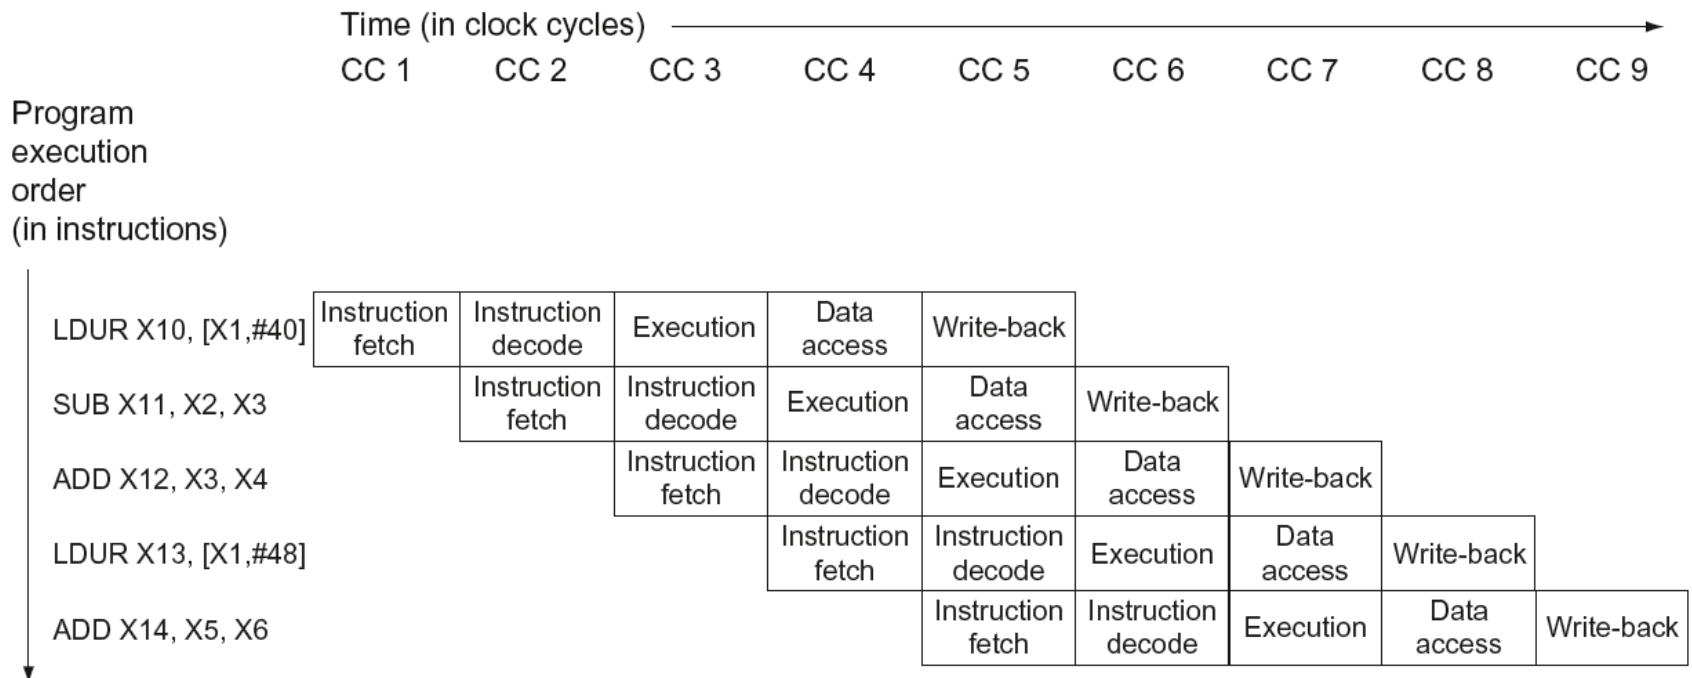 Time (in clock cycles)
CC 1 CC 2 CC 3 CC 4 CC 5 CC 6 CC 7 CC 8 CC 9
Program
execution
order
(in instructions)
LDUR X10, [X1,#40] Instruction fetch Instruction decode Execution Data access Write-back
SUB X11, X2, X3 Instruction fetch Instruction decode Execution Data access Write-back
ADD X12, X3, X4 Instruction fetch Instruction decode Execution Data access Write-back
LDUR X13, [X1,#48] Instruction fetch Instruction decode Execution Data access Write-back
ADD X14, X5, X6 Instruction fetch Instruction decode Execution Data access Write-back